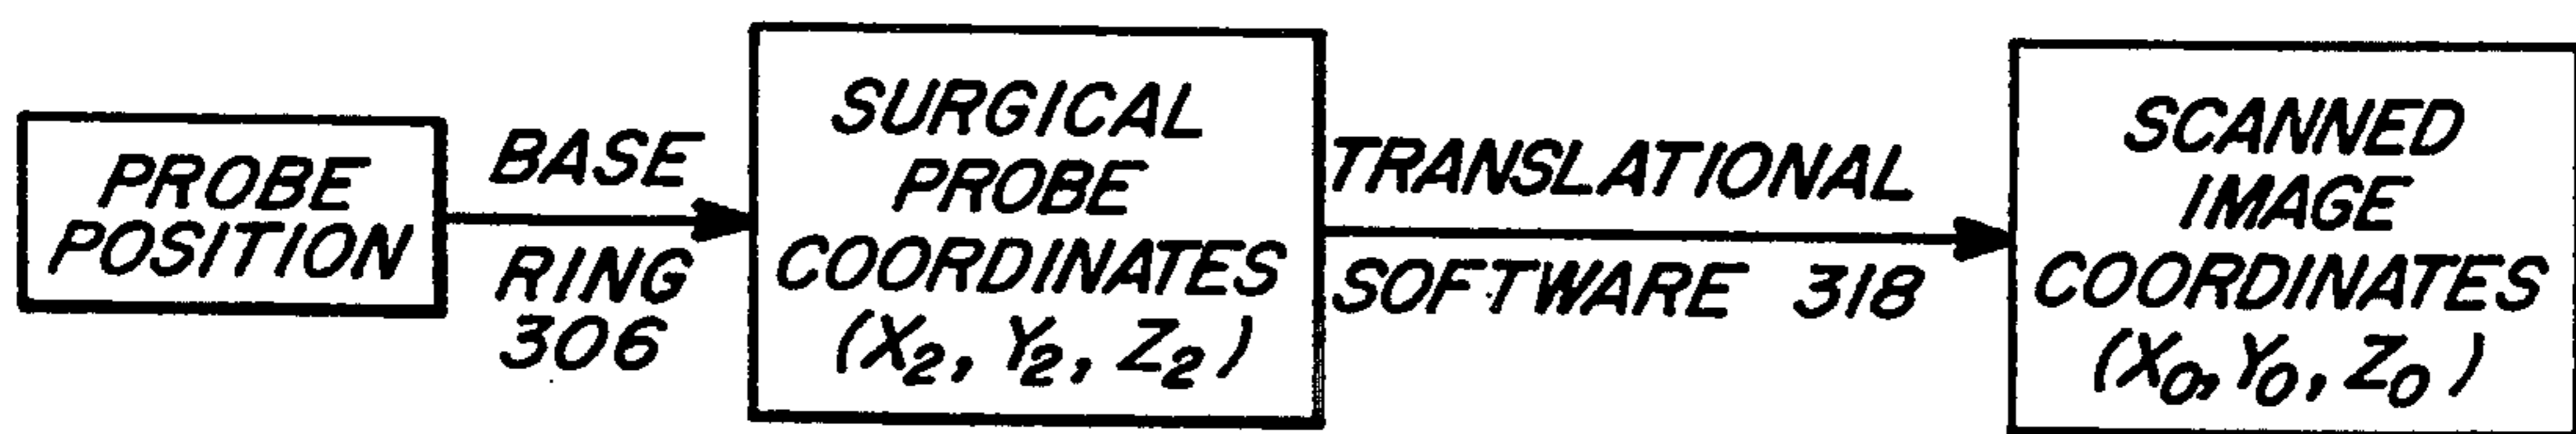 PROBE
POSITION
BASE
RING
306
SURGICAL
PROBE
COORDINATES
(X₂, Y₂, Z₂)
TRANSLATIONAL
SOFTWARE 318
SCANNED
IMAGE
COORDINATES
(X₀, Y₀, Z₀)